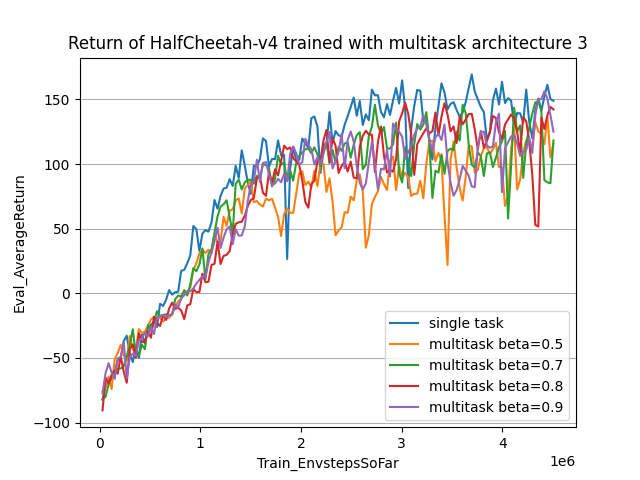 Return of HalfCheetah-v4 trained with multitask architecture 3
Eval_AverageReturn
150
100
50
0
−50
−100
single task
multitask beta=0.5
multitask beta=0.7
multitask beta=0.8
multitask beta=0.9
0
1
2
3
4
1e6
Train_EnvstepsSoFar